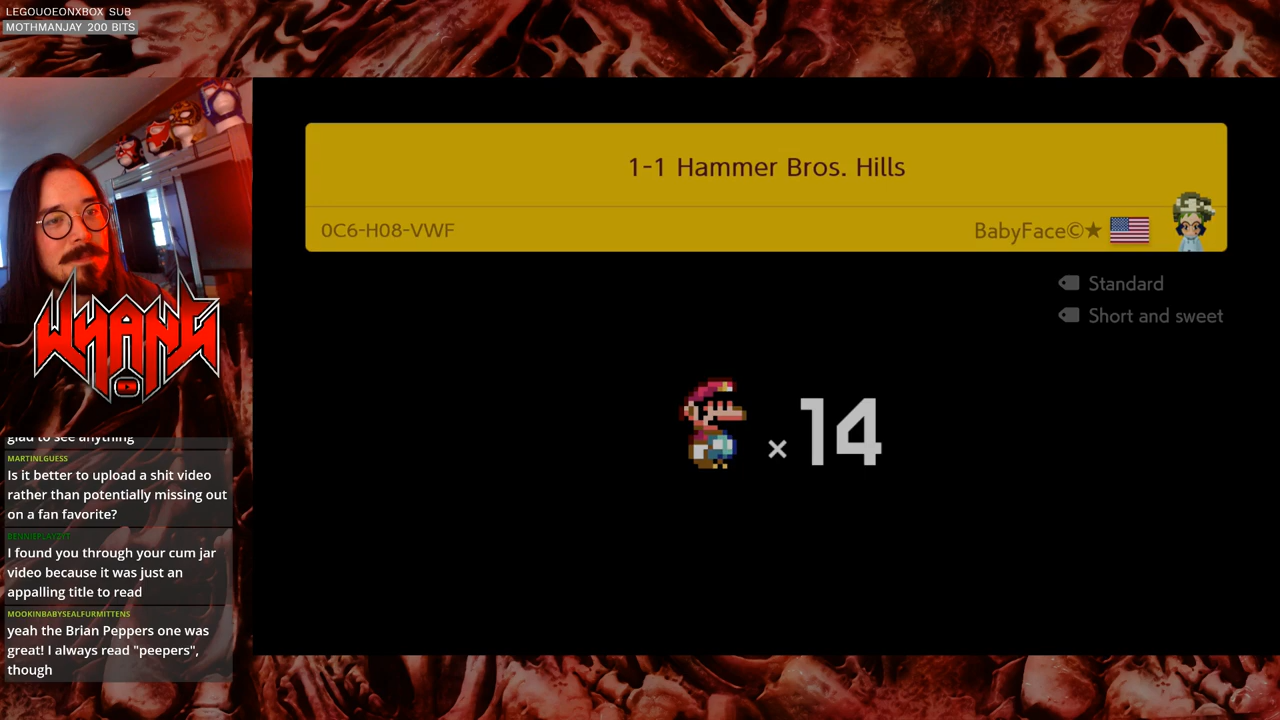 LEGOUOEONXBOX SUB
MOTHMANJAY 200 BITS
1-1 Hammer Bros. Hills
0C6-H08-VWF
BabyFace©★
Standard
Short and sweet
×14
WHANG
glad to see anything
MARTINLGUESS
Is it better to upload a shit video
rather than potentially missing out
on a fan favorite?
BENNIEPLAYZYT
I found you through your cum jar
video because it was just an
appalling title to read
MOOKINBABYSEALFURMITTENS
yeah the Brian Peppers one was
great! I always read "peepers",
though